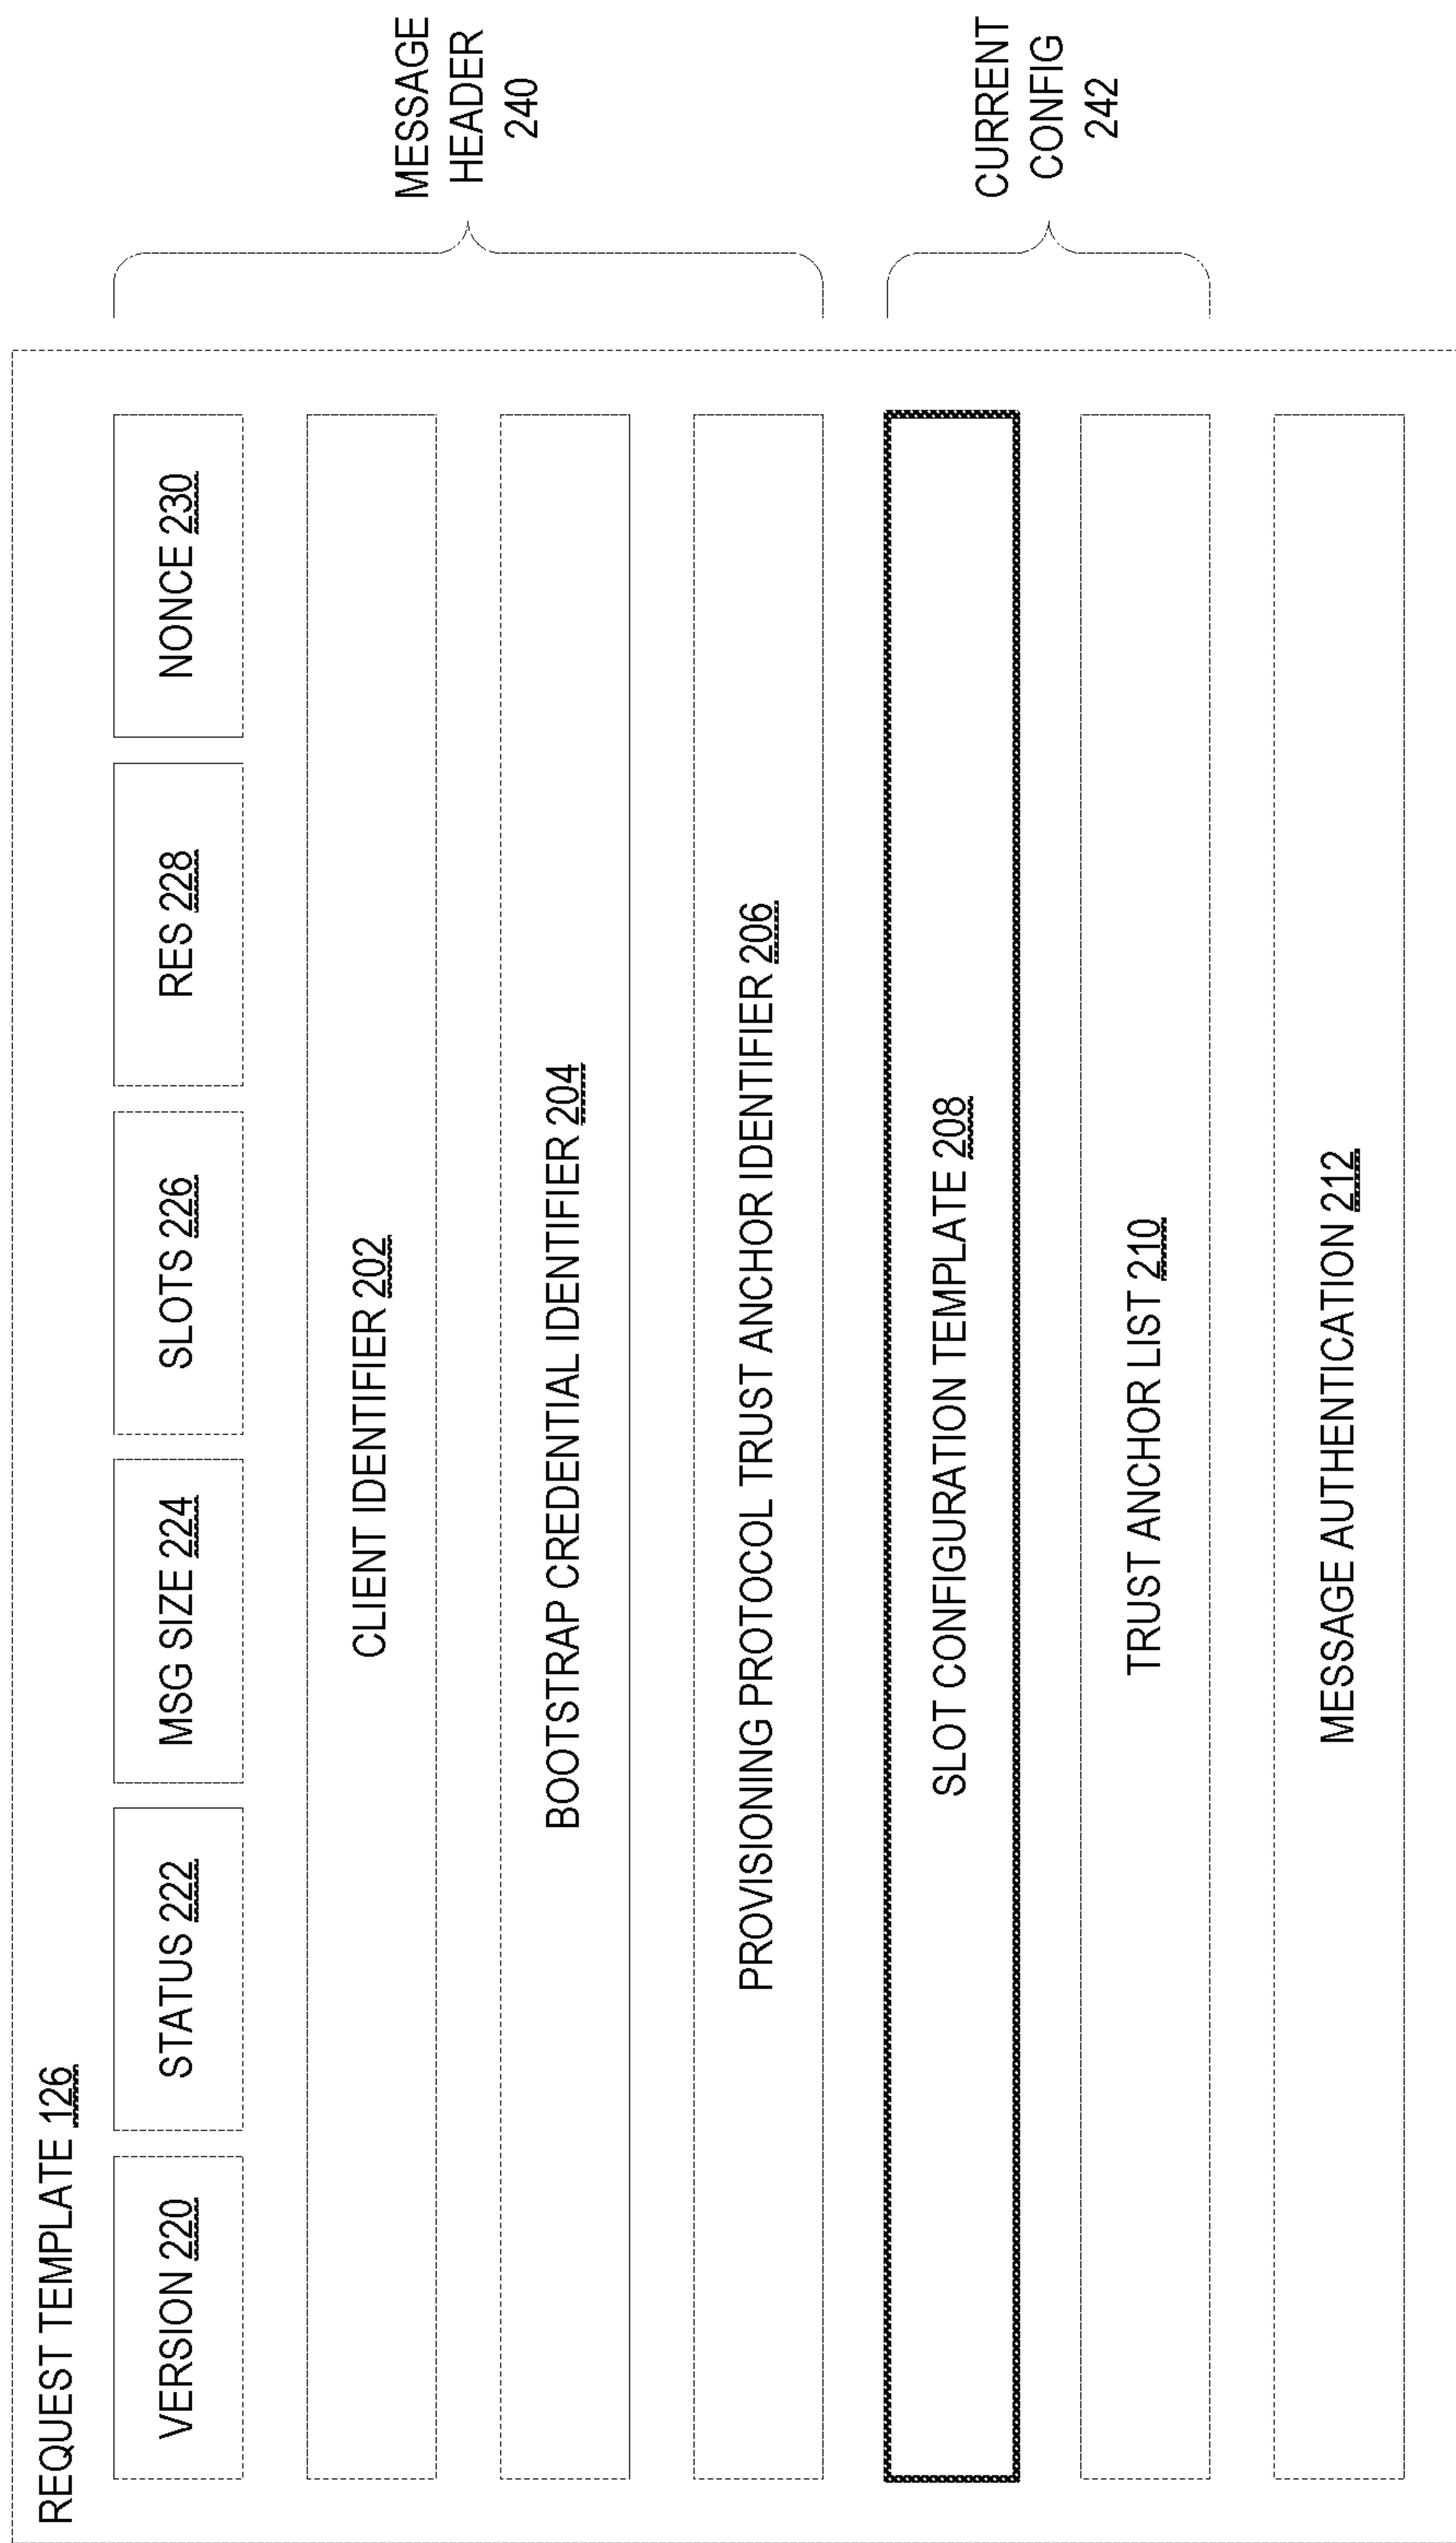 REQUEST TEMPLATE 126
VERSION 220
STATUS 222
MSG SIZE 224
SLOTS 226
RES 228
NONCE 230
CLIENT IDENTIFIER 202
BOOTSTRAP CREDENTIAL IDENTIFIER 204
PROVISIONING PROTOCOL TRUST ANCHOR IDENTIFIER 206
MESSAGE
HEADER
240
SLOT CONFIGURATION TEMPLATE 208
TRUST ANCHOR LIST 210
CURRENT
CONFIG
242
MESSAGE AUTHENTICATION 212